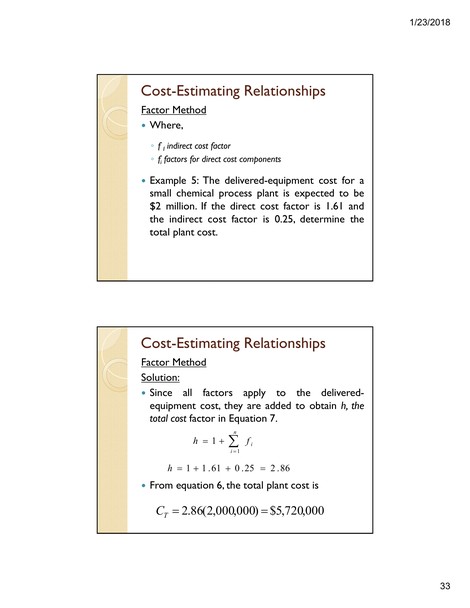 1/23/2018
Cost-Estimating Relationships
Factor Method
• Where,
◦ f I indirect cost factor
◦ fi factors for direct cost components
• Example 5: The delivered-equipment cost for a
small chemical process plant is expected to be
$2 million. If the direct cost factor is 1.61 and
the indirect cost factor is 0.25, determine the
total plant cost.
Cost-Estimating Relationships
Factor Method
Solution:
• Since all factors apply to the delivered-
equipment cost, they are added to obtain h, the
total cost factor in Equation 7.
h = 1 + ∑ i=1 n f i
h = 1 + 1.61 + 0.25 = 2.86
• From equation 6, the total plant cost is
C_T = 2.86(2,000,000) = $5,720,000
33